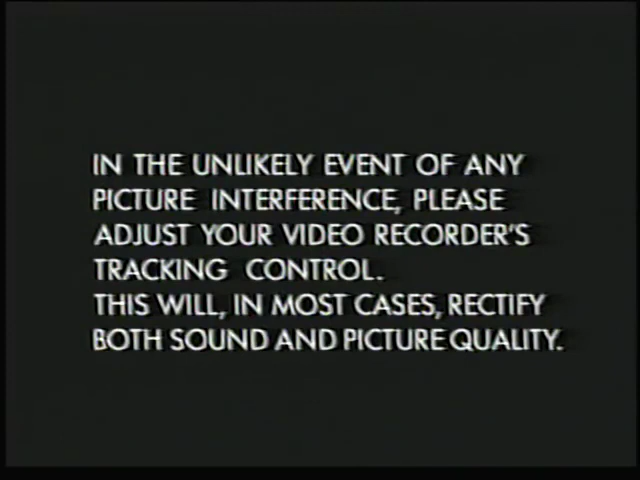 IN THE UNLIKELY EVENT OF ANY
PICTURE INTERFERENCE, PLEASE
ADJUST YOUR VIDEO RECORDER'S
TRACKING CONTROL.
THIS WILL, IN MOST CASES, RECTIFY
BOTH SOUND AND PICTURE QUALITY.